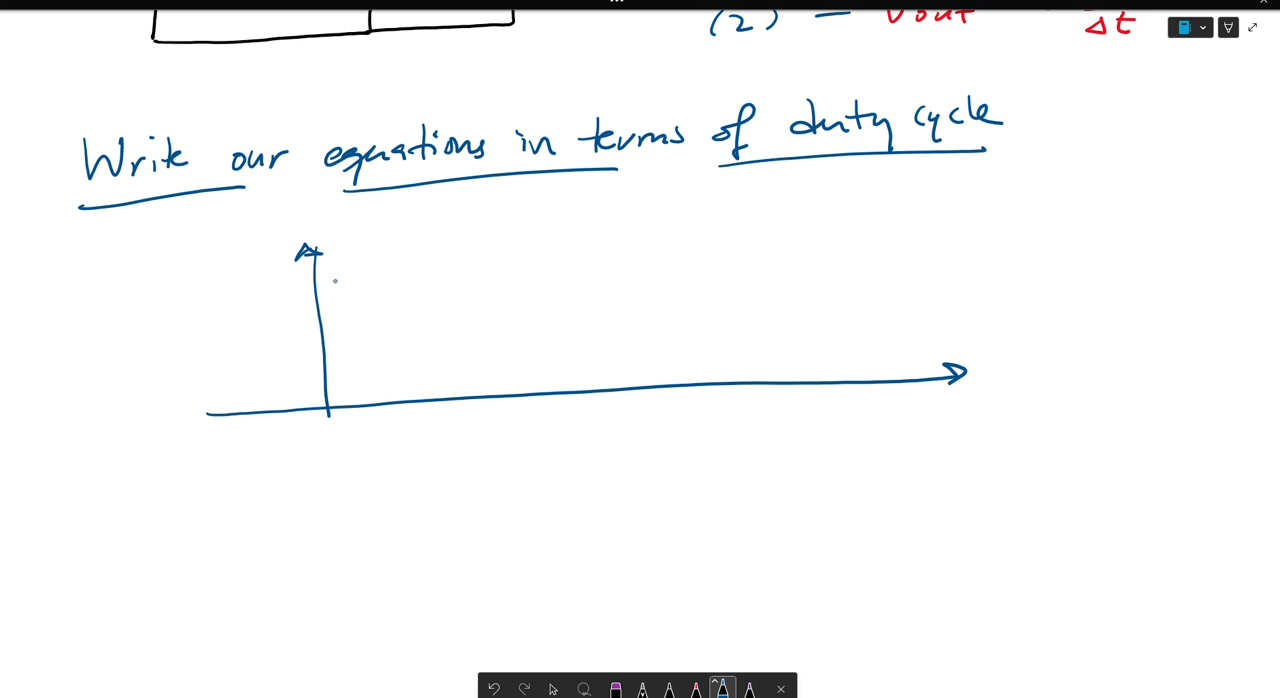 (2) - Vout Δt
Write our equations in terms of duty cycle